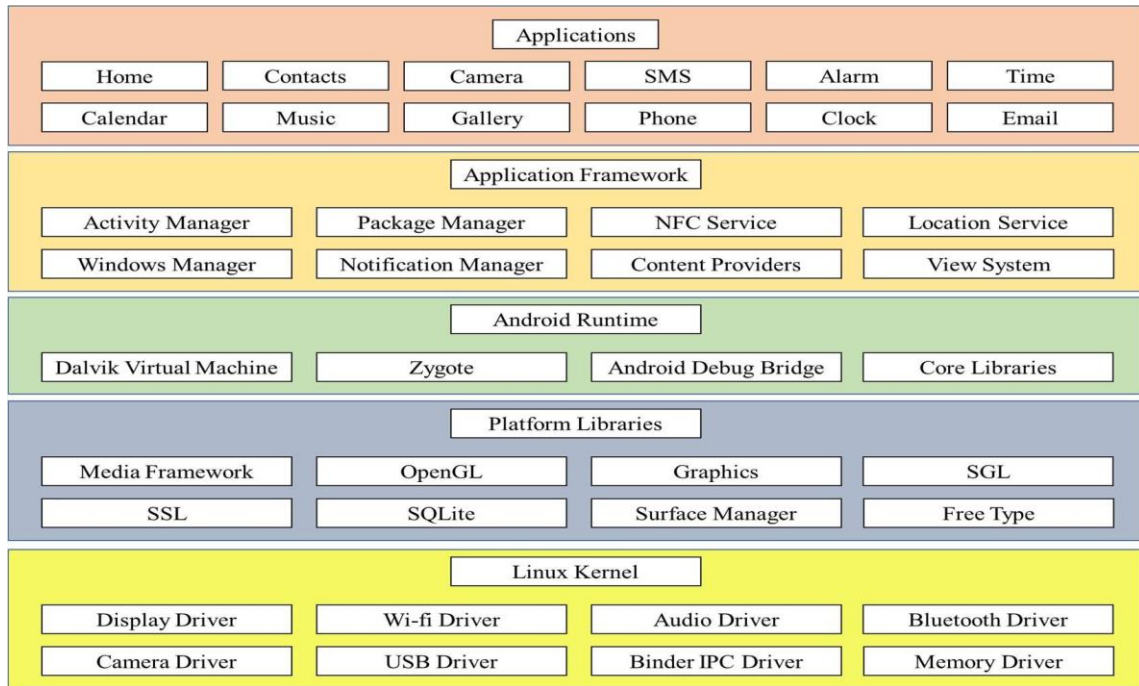 Applications
Home Contacts Camera SMS Alarm Time
Calendar Music Gallery Phone Clock Email
Application Framework
Activity Manager Package Manager NFC Service Location Service
Windows Manager Notification Manager Content Providers View System
Android Runtime
Dalvik Virtual Machine Zygote Android Debug Bridge Core Libraries
Platform Libraries
Media Framework OpenGL Graphics SGL
SSL SQLite Surface Manager Free Type
Linux Kernel
Display Driver Wi-fi Driver Audio Driver Bluetooth Driver
Camera Driver USB Driver Binder IPC Driver Memory Driver